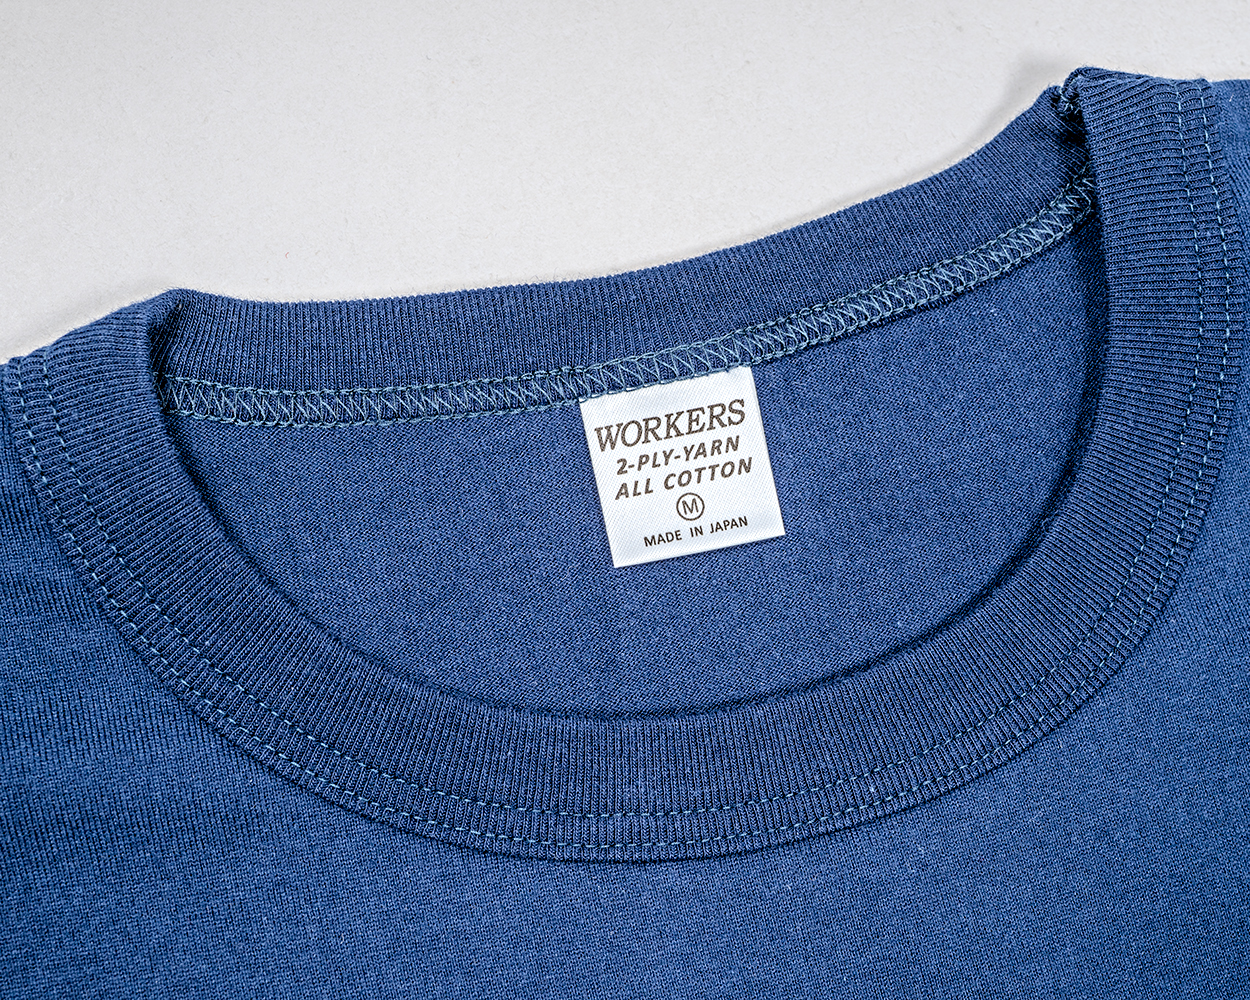 WORKERS
2-PLY-YARN
ALL COTTON
M
MADE IN JAPAN